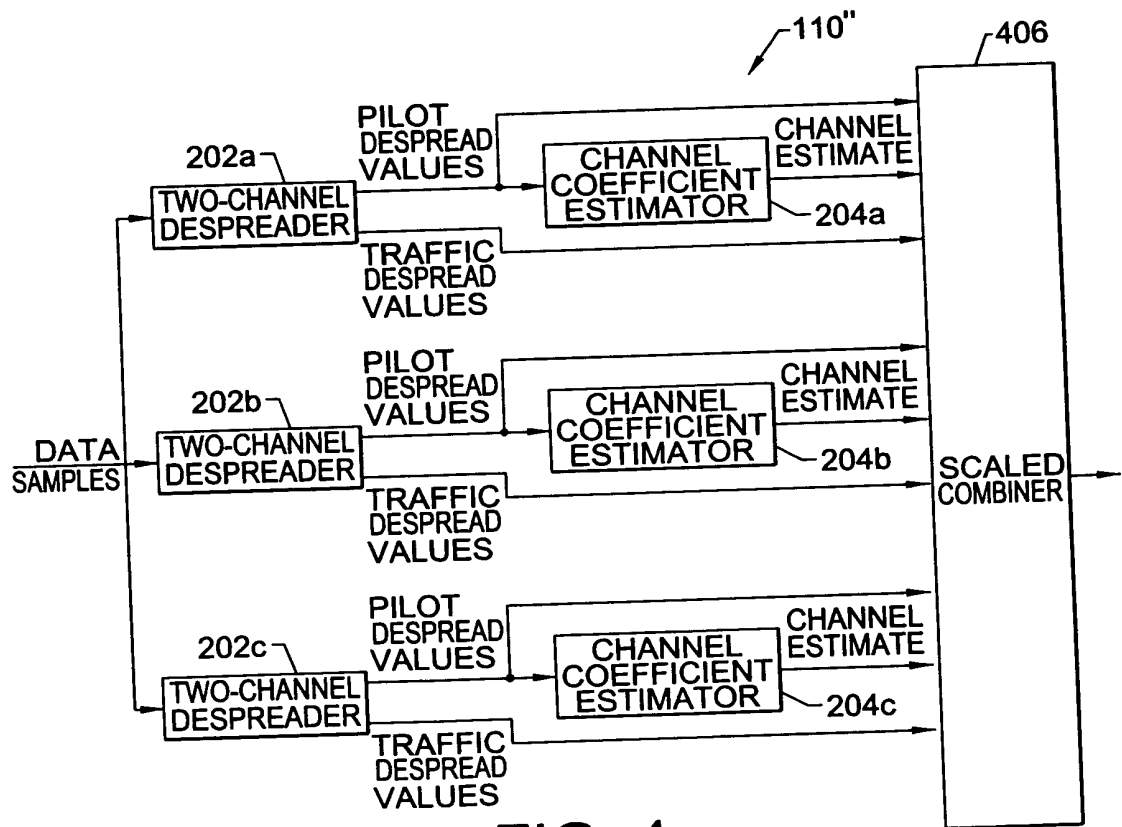 110"
406
PILOT
DESPREAD
VALUES
CHANNEL
ESTIMATE
202a
TWO-CHANNEL
DESPREADER
CHANNEL
COEFFICIENT
ESTIMATOR
204a
TRAFFIC
DESPREAD
VALUES
PILOT
DESPREAD
VALUES
CHANNEL
ESTIMATE
202b
TWO-CHANNEL
DESPREADER
CHANNEL
COEFFICIENT
ESTIMATOR
204b
DATA
SAMPLES
TRAFFIC
DESPREAD
VALUES
SCALED
COMBINER
PILOT
DESPREAD
VALUES
CHANNEL
ESTIMATE
202c
TWO-CHANNEL
DESPREADER
CHANNEL
COEFFICIENT
ESTIMATOR
204c
TRAFFIC
DESPREAD
VALUES